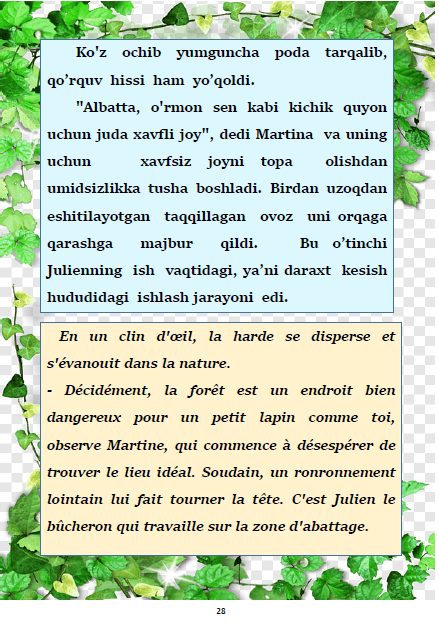 Ko'z ochib yumguncha poda tarqalib,
qo’rquv hissi ham yo’qoldi.
"Albatta, o'rmon sen kabi kichik quyon
uchun juda xavfli joy", dedi Martina va uning
uchun xavfsiz joyni topa olishdan
umidsizlikka tusha boshladi. Birdan uzoqdan
eshitilayotgan taqqillagan ovoz uni orqaga
qarashga majbur qildi. Bu o’tinchi
Julienning ish vaqtidagi, ya’ni daraxt kesish
hududidagi ishlash jarayoni edi.
En un clin d'œil, la harde se disperse et
s'évanouit dans la nature.
- Décidément, la forêt est un endroit bien
dangereux pour un petit lapin comme toi,
observe Martine, qui commence à désespérer de
trouver le lieu idéal. Soudain, un ronronnement
lointain lui fait tourner la tête. C'est Julien le
bûcheron qui travaille sur la zone d'abattage.
28